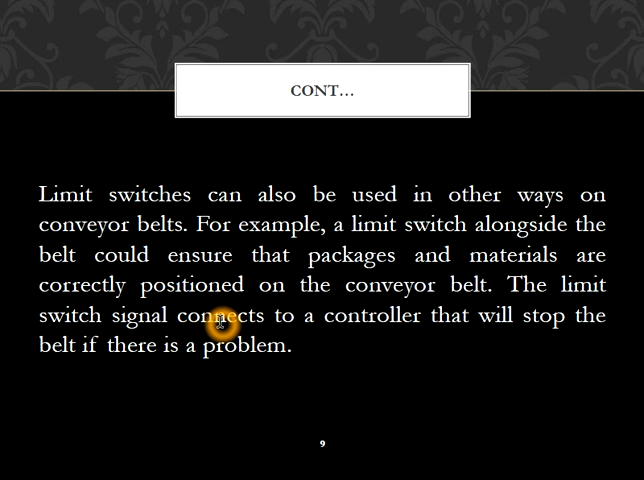 CONT...
Limit switches can also be used in other ways on
conveyor belts. For example, a limit switch alongside the
belt could ensure that packages and materials are
correctly positioned on the conveyor belt. The limit
switch signal connects to a controller that will stop the
belt if there is a problem.
9